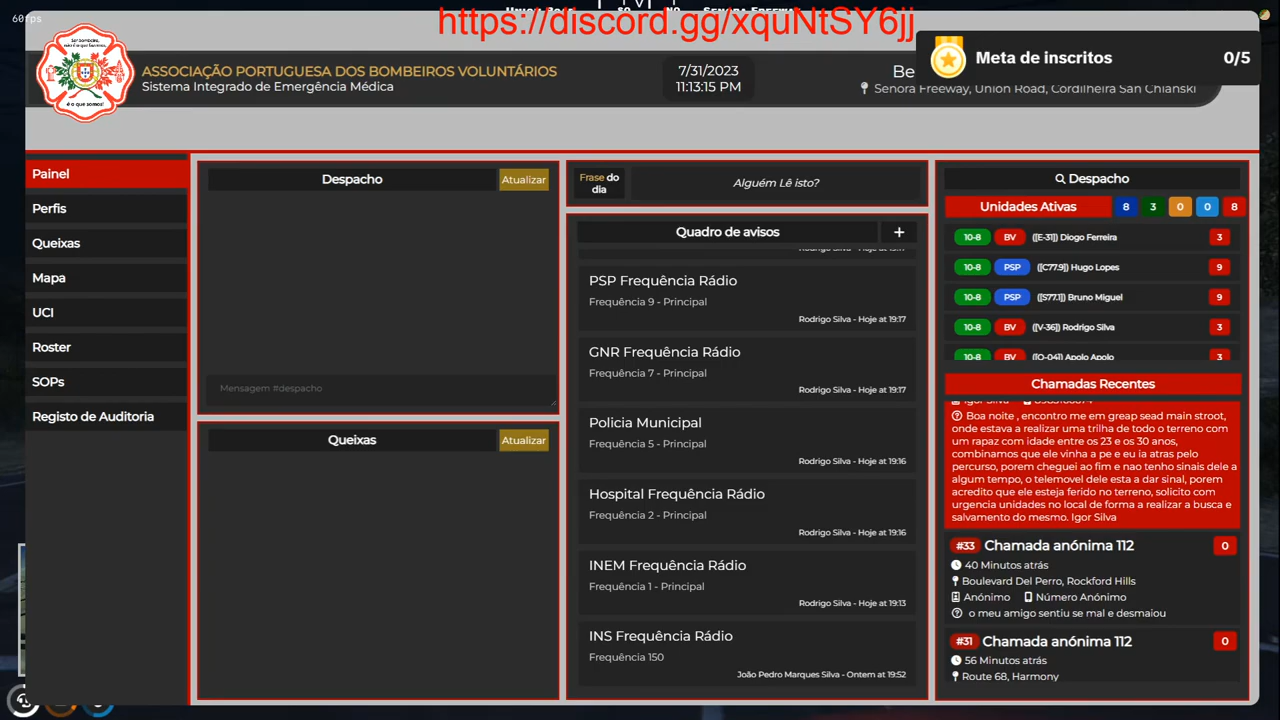 60fps
https://discord.gg/xquNtSY6jj
Meta de inscritos
0/5
Ser bombeiro,
não é o que fazemos,
é o que somos!
ASSOCIAÇÃO PORTUGUESA DOS BOMBEIROS VOLUNTÁRIOS
Sistema Integrado de Emergência Médica
7/31/2023
11:13:15 PM
Be
Senora Freeway, Union Road, Cordilheira San Chianski
Painel
Perfis
Queixas
Mapa
UCI
Roster
SOPs
Registo de Auditoria
Despacho
Atualizar
Mensagem #despacho
Queixas
Atualizar
Frase do
dia
Alguém Lê isto?
Quadro de avisos
+
PSP Frequência Rádio
Frequência 9 - Principal
Rodrigo Silva - Hoje at 19:17
GNR Frequência Rádio
Frequência 7 - Principal
Rodrigo Silva - Hoje at 19:17
Policia Municipal
Frequência 5 - Principal
Rodrigo Silva - Hoje at 19:16
Hospital Frequência Rádio
Frequência 2 - Principal
Rodrigo Silva - Hoje at 19:16
INEM Frequência Rádio
Frequência 1 - Principal
Rodrigo Silva - Hoje at 19:13
INS Frequência Rádio
Frequência 150
João Pedro Marques Silva - Ontem at 19:52
Despacho
Unidades Ativas 8 3 0 0 8
10-8 BV ([E-31]) Diogo Ferreira 3
10-8 PSP ([C77.9]) Hugo Lopes 9
10-8 PSP ([S77.1]) Bruno Miguel 9
10-8 BV ([V-36]) Rodrigo Silva 3
10-8 BV ([O-04]) Apolo Apolo 3
Chamadas Recentes
Boa noite , encontro me em greap sead main stroot,
onde estava a realizar uma trilha de todo o terreno com
um rapaz com idade entre os 23 e os 30 anos,
combinamos que ele vinha a pe e eu ia atras pelo
percurso, porem cheguei ao fim e nao tenho sinais dele a
algum tempo, o telemovel dele esta a dar sinal, porem
acredito que ele esteja ferido no terreno, solicito com
urgencia unidades no local de forma a realizar a busca e
salvamento do mesmo. Igor Silva
#33 Chamada anónima 112 0
40 Minutos atrás
Boulevard Del Perro, Rockford Hills
Anónimo Número Anónimo
o meu amigo sentiu se mal e desmaiou
#31 Chamada anónima 112 0
56 Minutos atrás
Route 68, Harmony